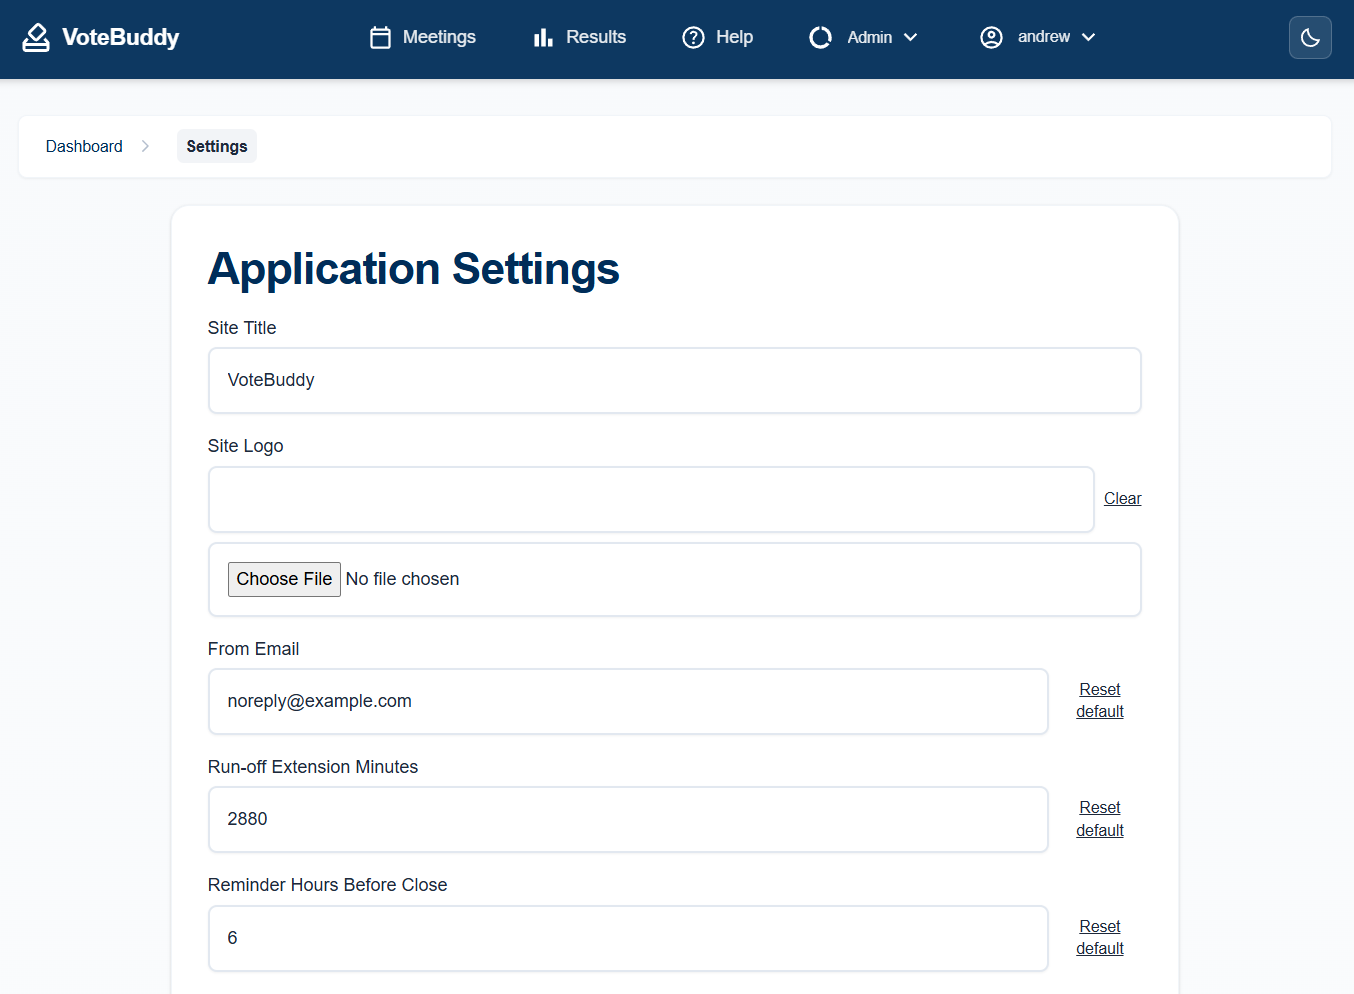 VoteBuddy
Meetings
Results
Help
Admin
andrew
Dashboard
Settings
Application Settings
Site Title
VoteBuddy
Site Logo
Clear
Choose File No file chosen
From Email
noreply@example.com
Reset
default
Run-off Extension Minutes
2880
Reset
default
Reminder Hours Before Close
6
Reset
default